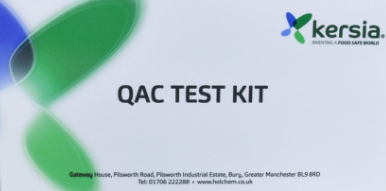 kersia.
INVENTING A FOOD SAFE WORLD
QAC TEST KIT
Gateway House, Pilsworth Road, Pilsworth Industrial Estate, Bury, Greater Manchester BL9 8RD
Tel: 01706 222288 • www.holchem.co.uk